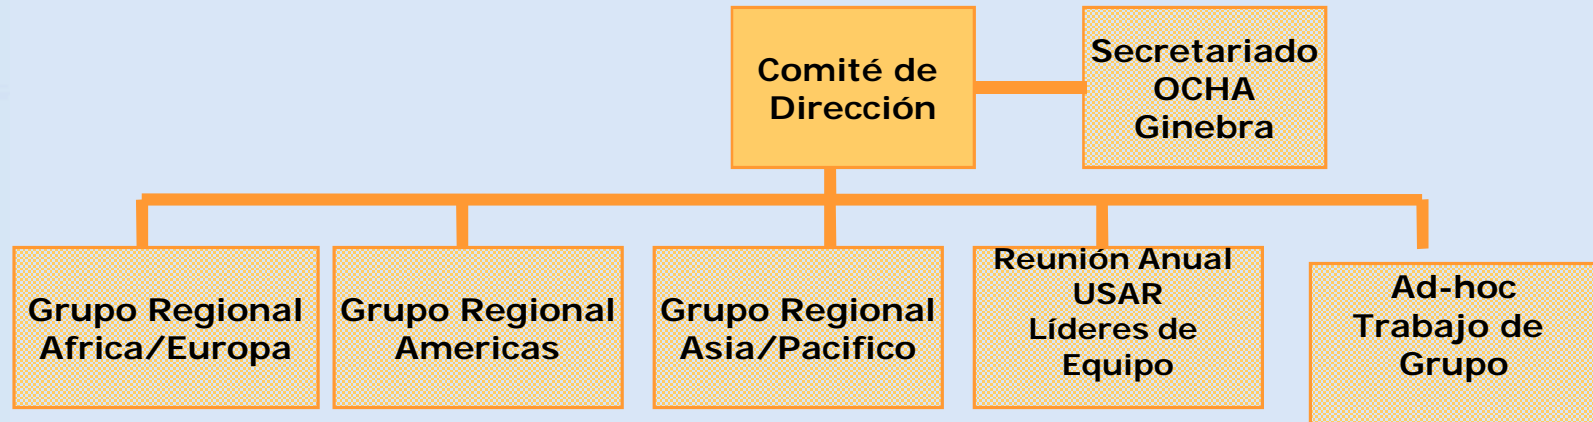 Comité de
Dirección
Secretariado
OCHA
Ginebra
Grupo Regional
Africa/Europa
Grupo Regional
Americas
Grupo Regional
Asia/Pacifico
Reunión Anual
USAR
Líderes de
Equipo
Ad-hoc
Trabajo de
Grupo